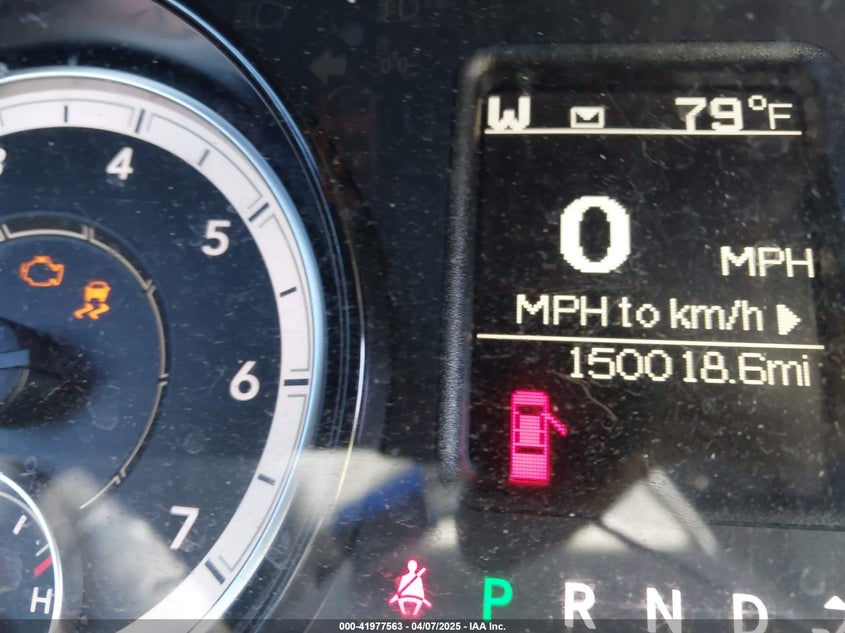 W 79°F
4
5
6
7
0 MPH
MPH to km/h
150018.6mi
H
P R N D
000-41977563 - 04/07/2025 - IAA Inc.